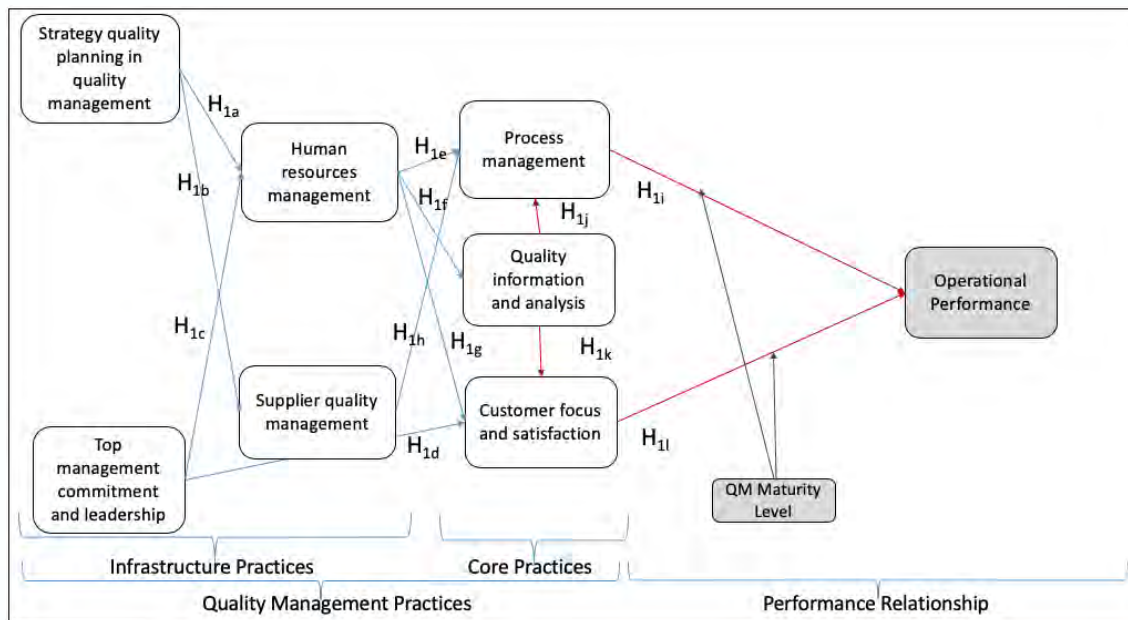 Strategy quality
planning in
quality
management
H1a
H1b
Human
resources
management
H1e
H1f
Process
management
H1i
H1j
Quality
information
and analysis
Operational
Performance
H1c
H1h
H1g
H1k
Supplier quality
management
Customer focus
and satisfaction
H1d
H1l
Top
management
commitment
and leadership
QM Maturity
Level
Infrastructure Practices
Core Practices
Quality Management Practices
Performance Relationship